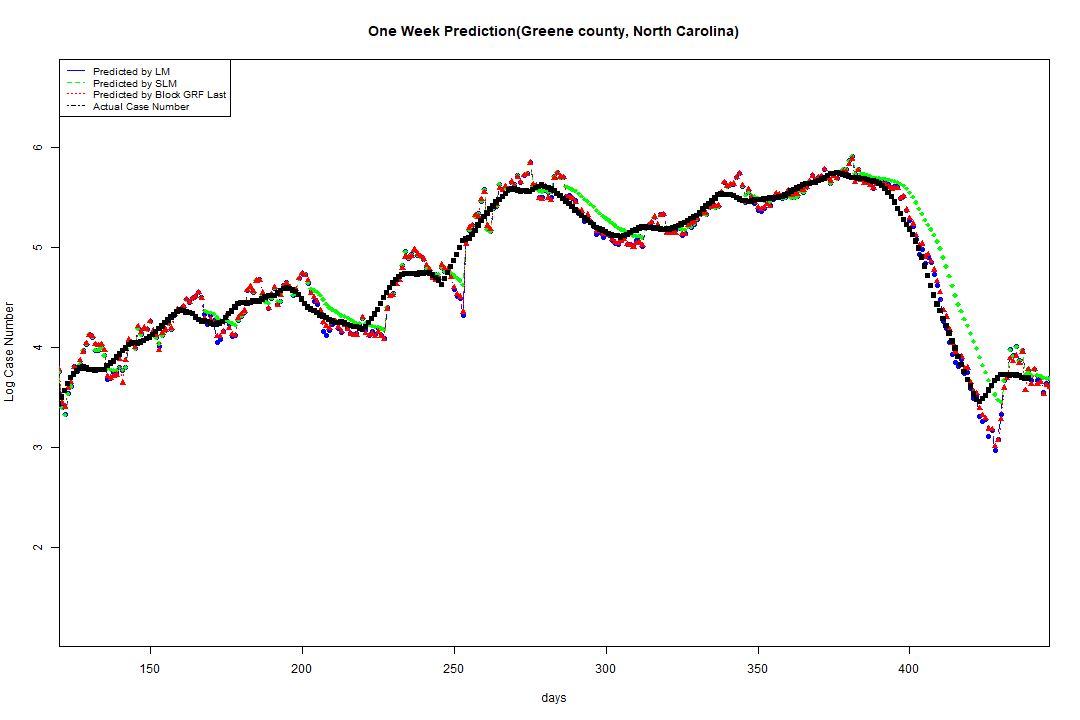 One Week Prediction(Greene county, North Carolina)
Predicted by LM
Predicted by SLM
Predicted by Block GRF Last
Actual Case Number
6
5
4
3
2
Log Case Number
150 200 250 300 350 400
days